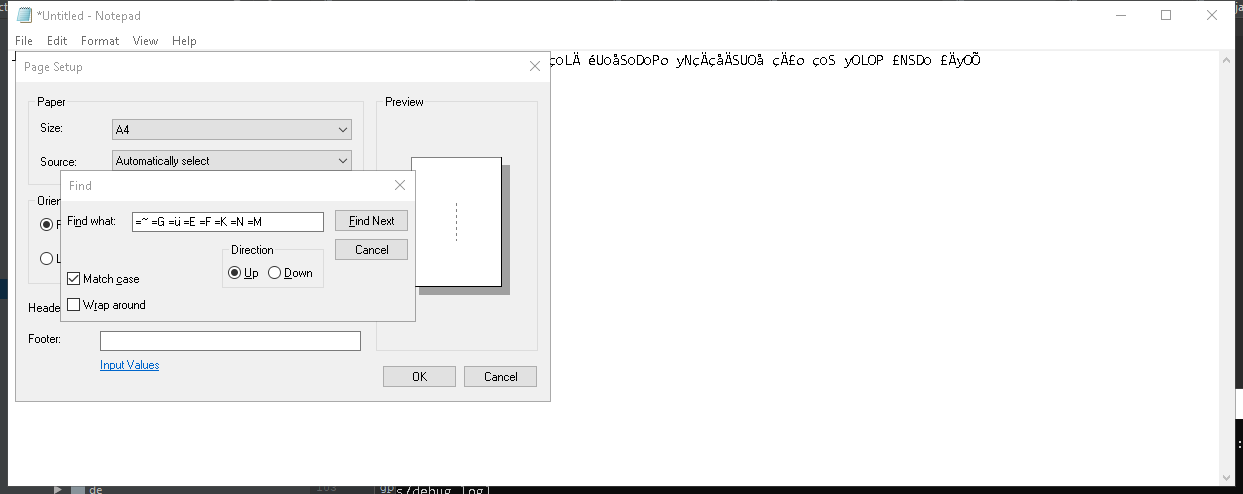 *Untitled - Notepad
File Edit Format View Help
çoLÄ éUoåSoDoPo yNçÄçåÄSUOå çÄ£o çoS yOLOP £NSDo £ÄyOÕ
Page Setup
Paper
Preview
Size:
A4
Source:
Automatically select
Find
Find what:
=~ =G =ü =E =F =K =N =M
Find Next
Cancel
Direction
Up Down
Match case
Wrap around
Footer:
Input Values
OK
Cancel
de
s/debug.log